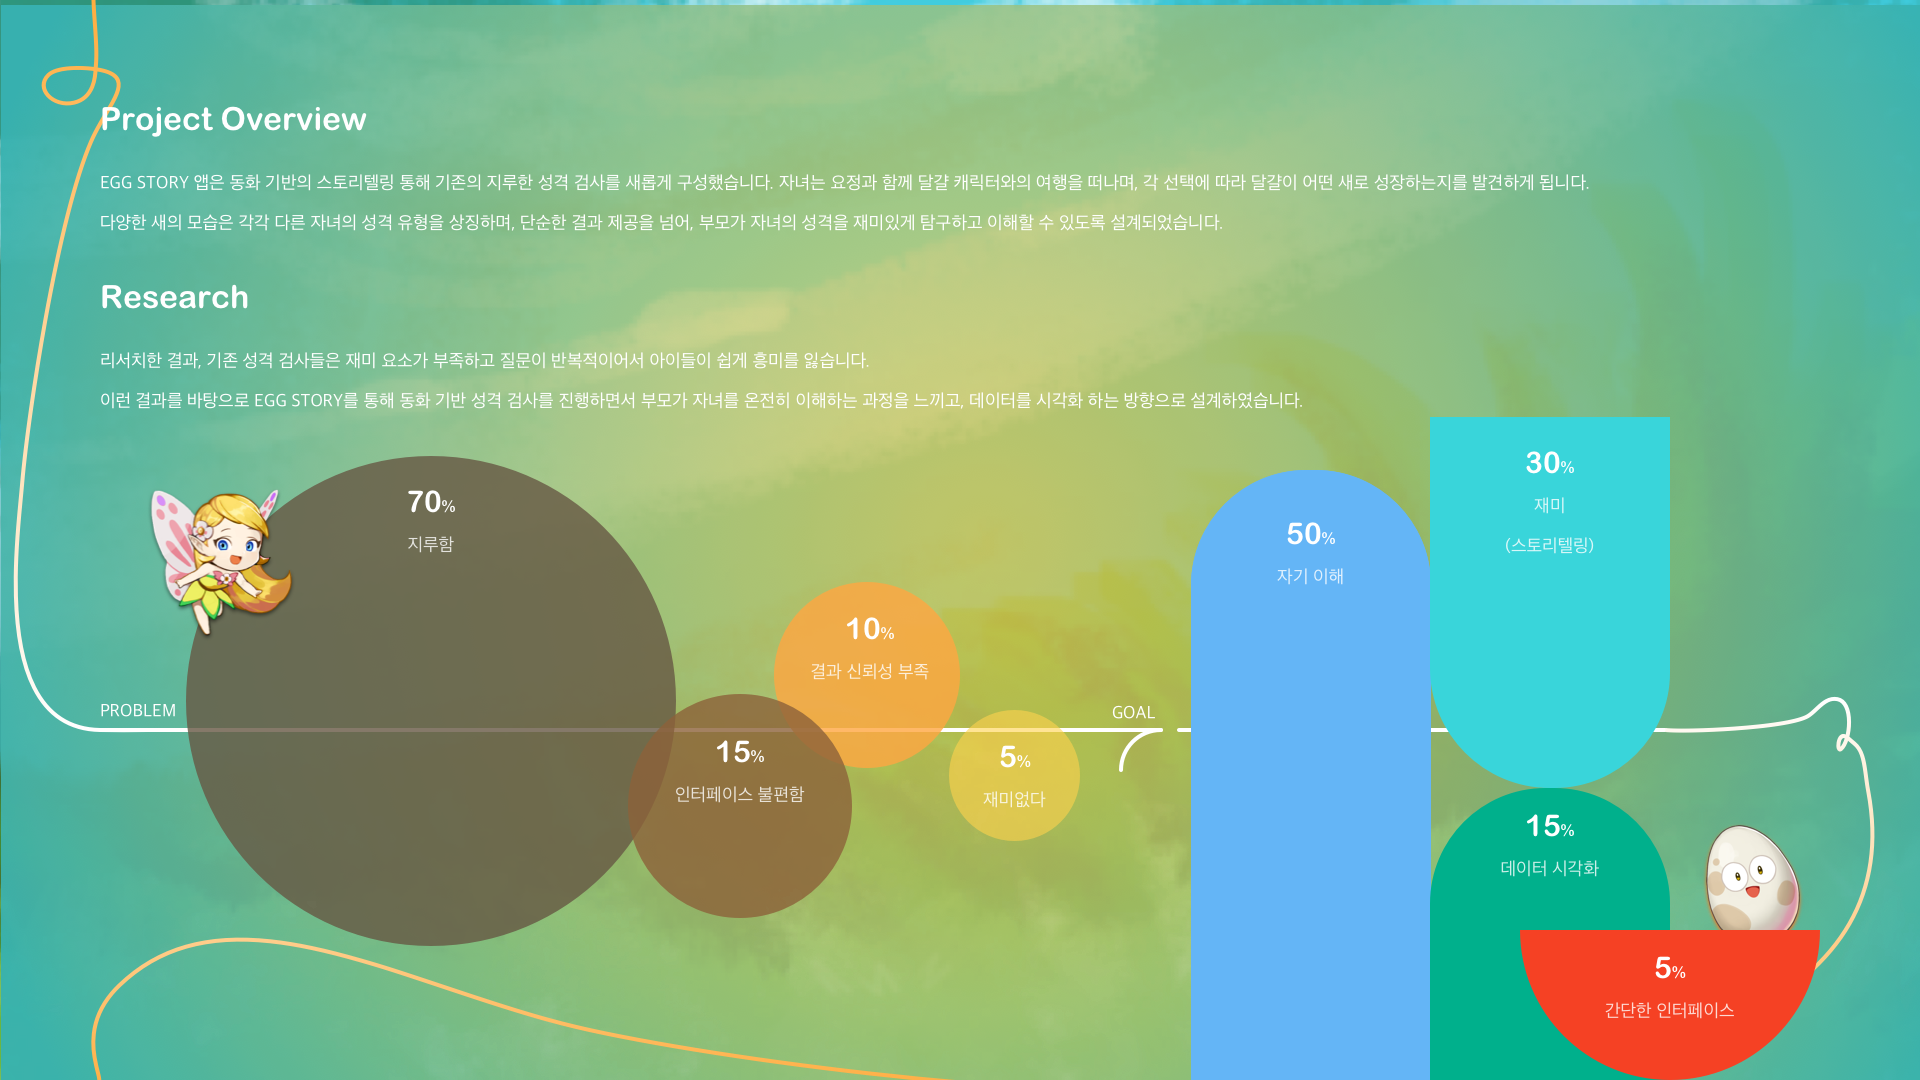 Project Overview
EGG STORY 앱은 동화 기반의 스토리텔링 통해 기존의 지루한 성격 검사를 새롭게 구성했습니다. 자녀는 요정과 함께 달걀 캐릭터와의 여행을 떠나며, 각 선택에 따라 달걀이 어떤 새로 성장하는지를 발견하게 됩니다.
다양한 새의 모습은 각각 다른 자녀의 성격 유형을 상징하며, 단순한 결과 제공을 넘어, 부모가 자녀의 성격을 재미있게 탐구하고 이해할 수 있도록 설계되었습니다.
Research
리서치한 결과, 기존 성격 검사들은 재미 요소가 부족하고 질문이 반복적이어서 아이들이 쉽게 흥미를 잃습니다.
이런 결과를 바탕으로 EGG STORY를 통해 동화 기반 성격 검사를 진행하면서 부모가 자녀를 온전히 이해하는 과정을 느끼고, 데이터를 시각화 하는 방향으로 설계하였습니다.
PROBLEM
70%
지루함
10%
결과 신뢰성 부족
15%
인터페이스 불편함
5%
재미없다
GOAL
50%
자기 이해
30%
재미
(스토리텔링)
15%
데이터 시각화
5%
간단한 인터페이스